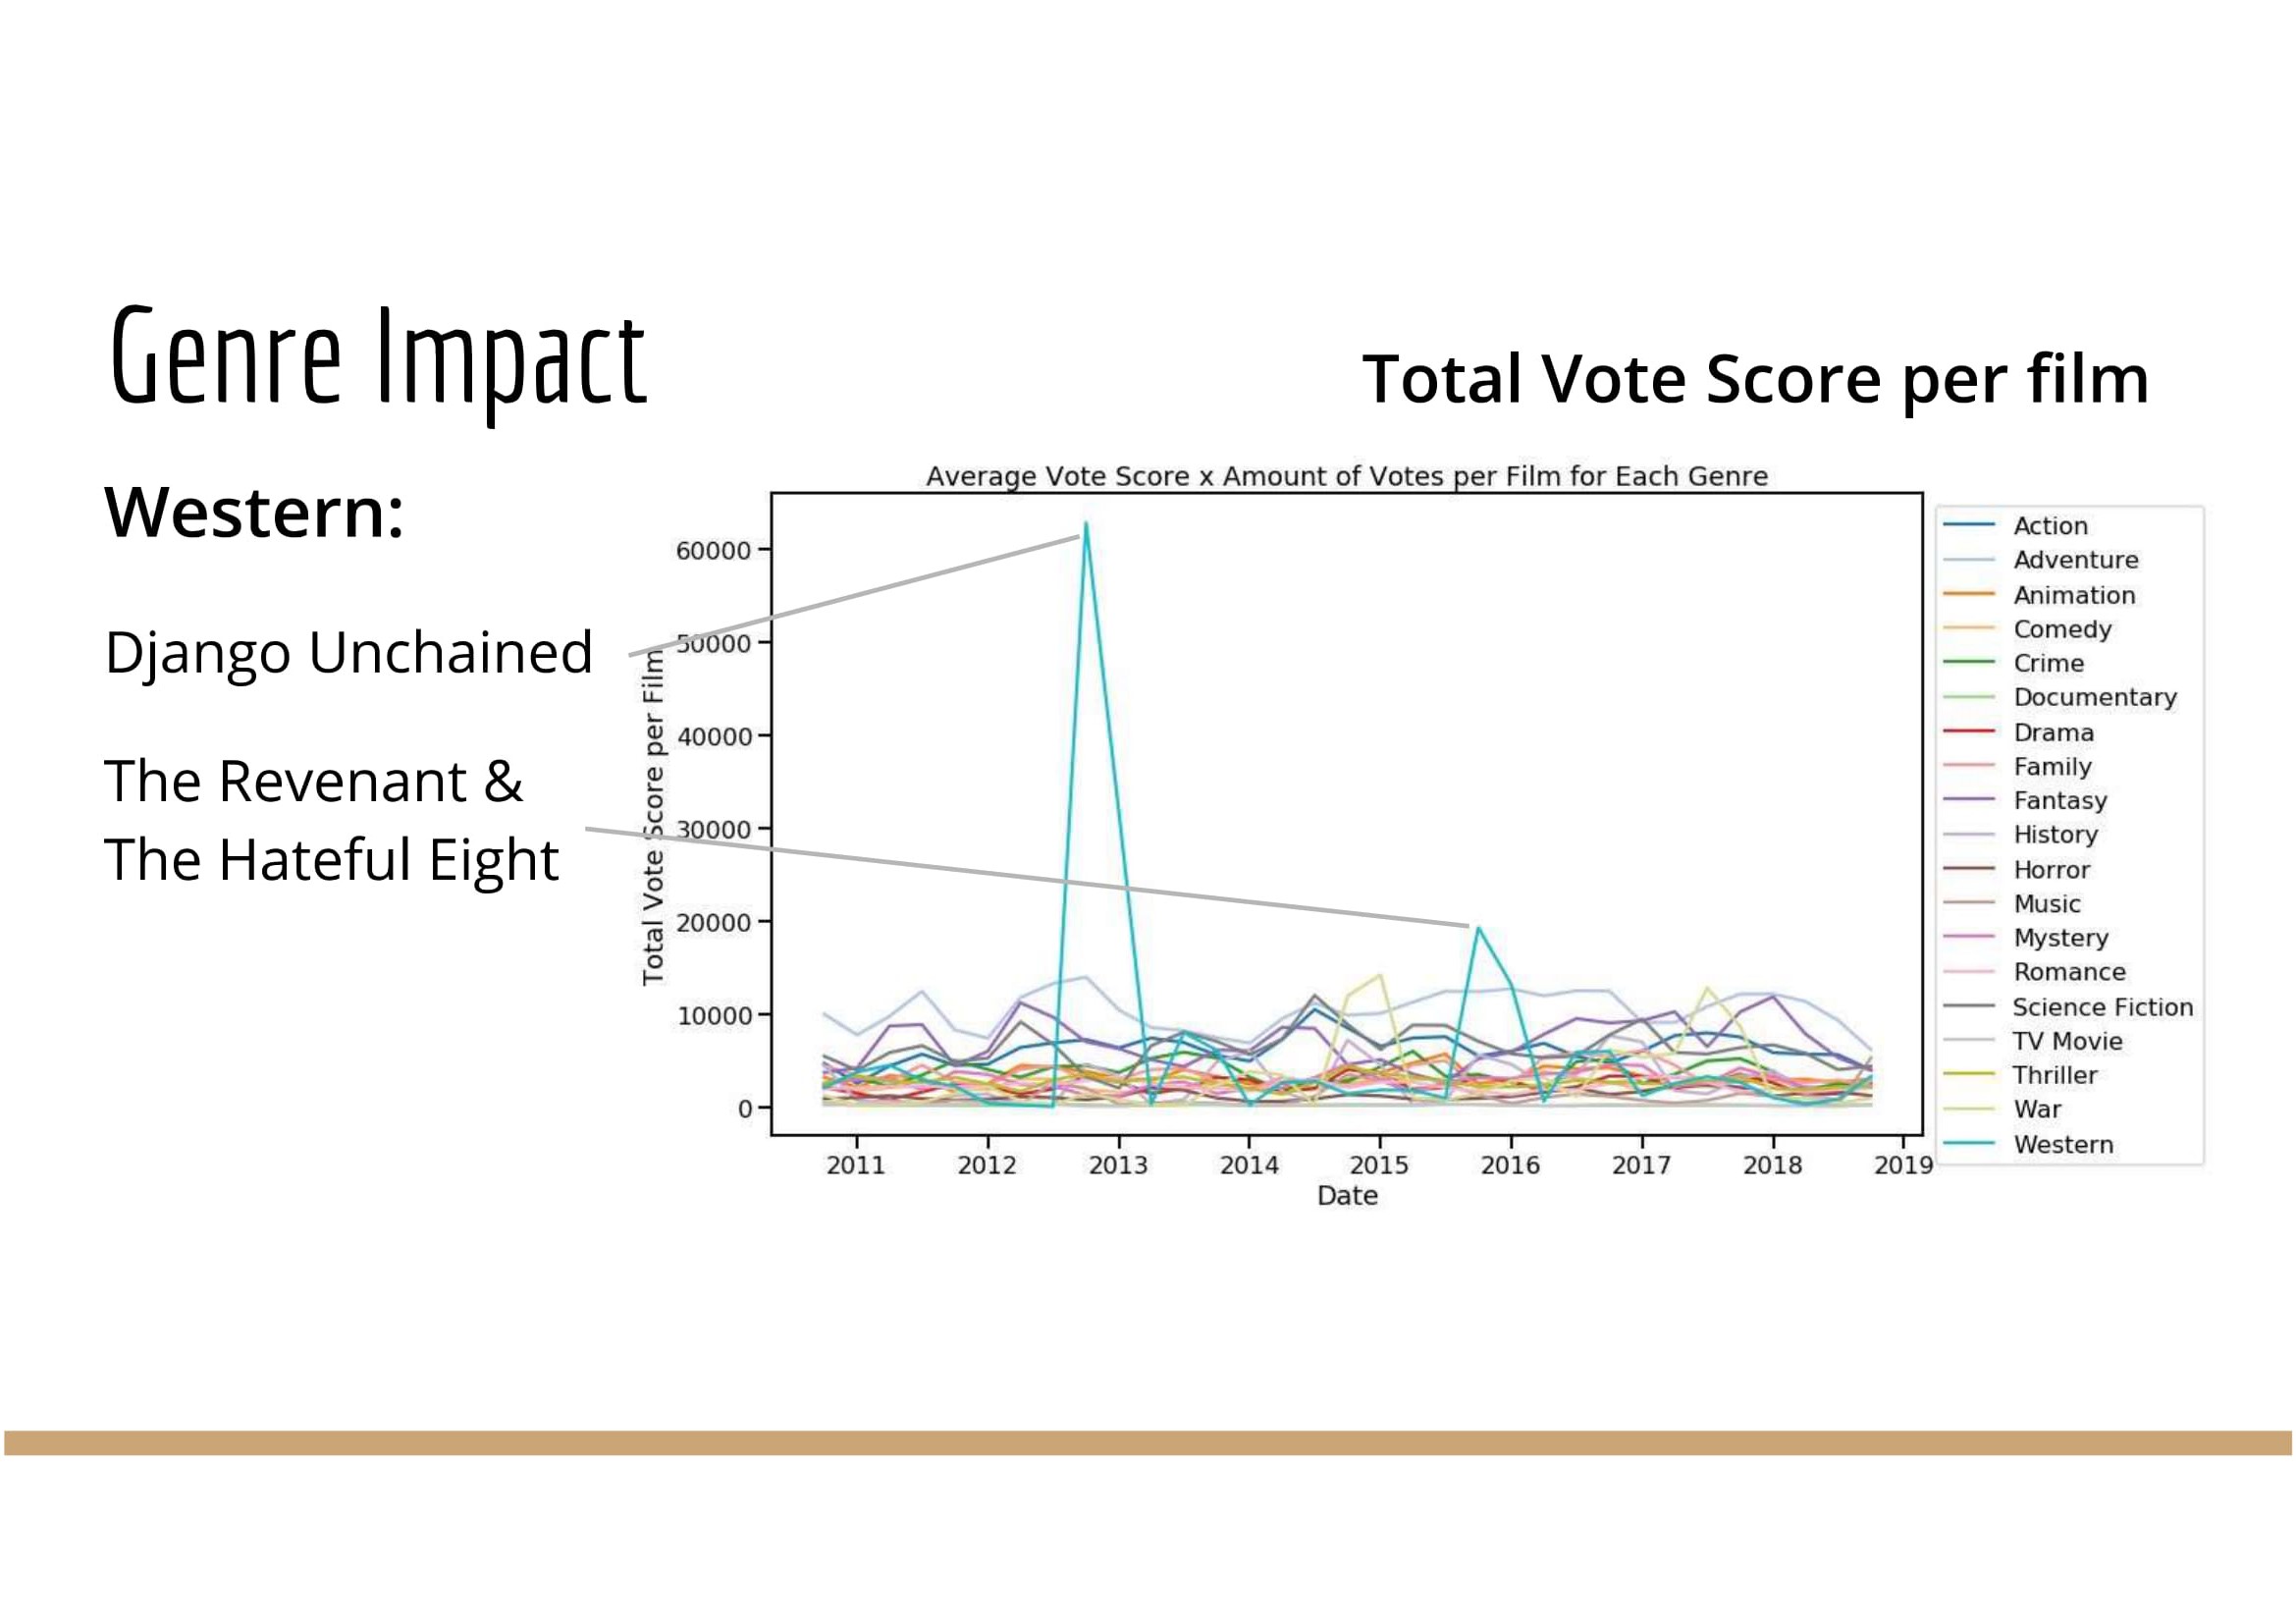 Genre Impact
Total Vote Score per film
Western:
Django Unchained
The Revenant &
The Hateful Eight
Average Vote Score x Amount of Votes per Film for Each Genre
Total Vote Score per Film
60000
50000
40000
30000
20000
10000
0
2011
2012
2013
2014
2015
2016
2017
2018
2019
Date
Action
Adventure
Animation
Comedy
Crime
Documentary
Drama
Family
Fantasy
History
Horror
Music
Mystery
Romance
Science Fiction
TV Movie
Thriller
War
Western